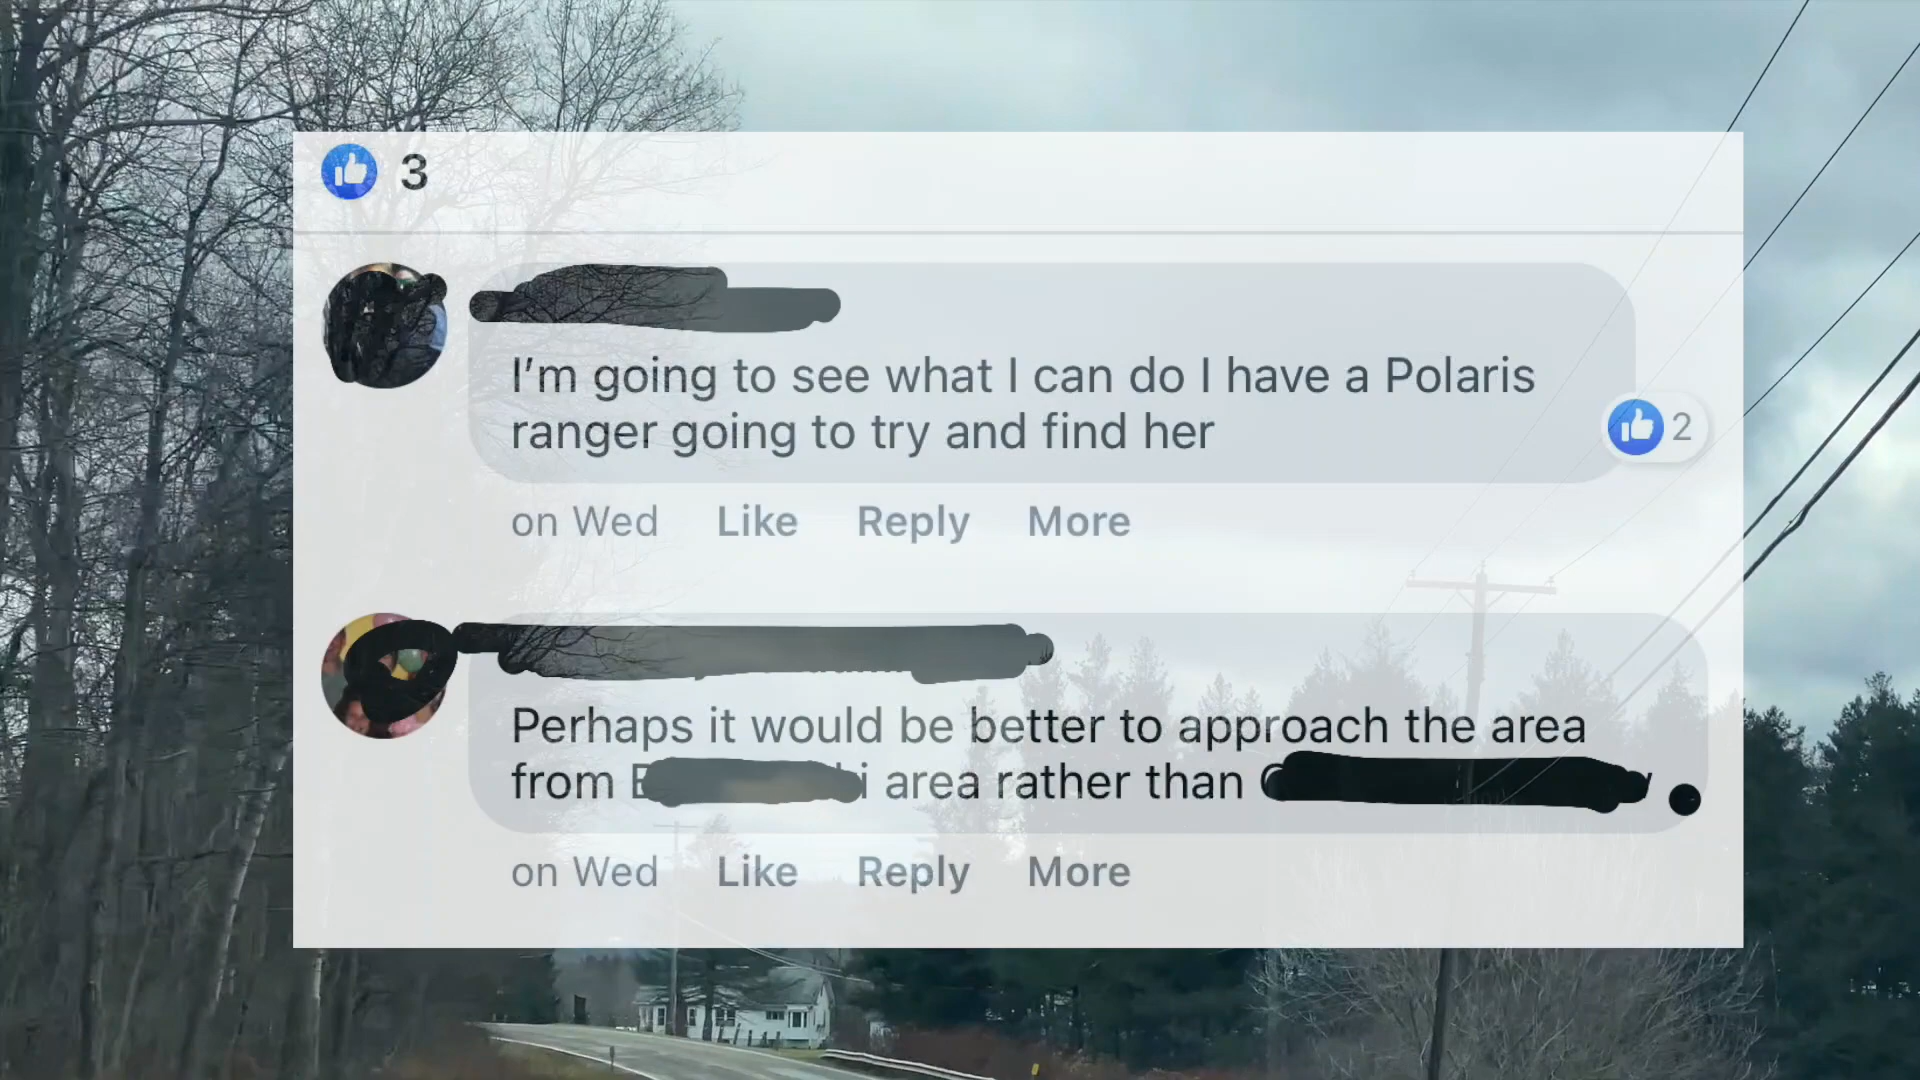 3
I'm going to see what I can do I have a Polaris
ranger going to try and find her
2
on Wed Like Reply More
Perhaps it would be better to approach the area
from area rather than
on Wed Like Reply More